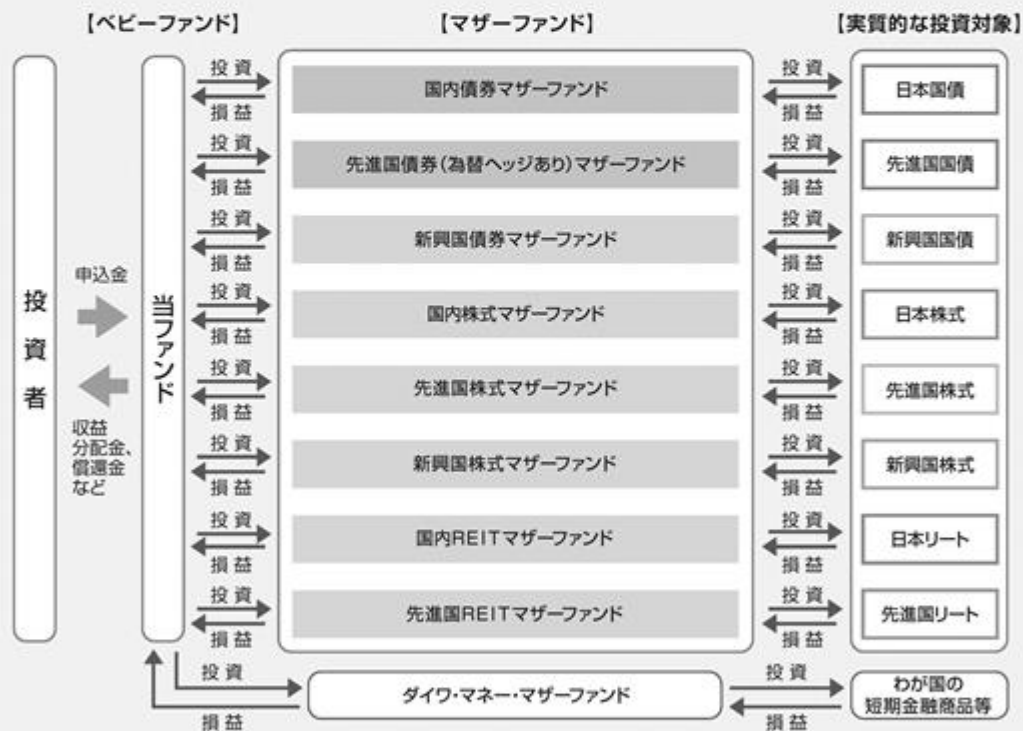 【ベビーファンド】
【マザーファンド】
【実質的な投資対象】
投資者
申込金
収益
分配金、
償還金
など
当ファンド
投資
損益
国内債券マザーファンド
投資
損益
日本国債
投資
損益
先進国債券(為替ヘッジあり)マザーファンド
投資
損益
先進国国債
投資
損益
新興国債券マザーファンド
投資
損益
新興国国債
投資
損益
国内株式マザーファンド
投資
損益
日本株式
投資
損益
先進国株式マザーファンド
投資
損益
先進国株式
投資
損益
新興国株式マザーファンド
投資
損益
新興国株式
投資
損益
国内REITマザーファンド
投資
損益
日本リート
投資
損益
先進国REITマザーファンド
投資
損益
先進国リート
投資
損益
ダイワ・マネー・マザーファンド
投資
損益
わが国の
短期金融商品等